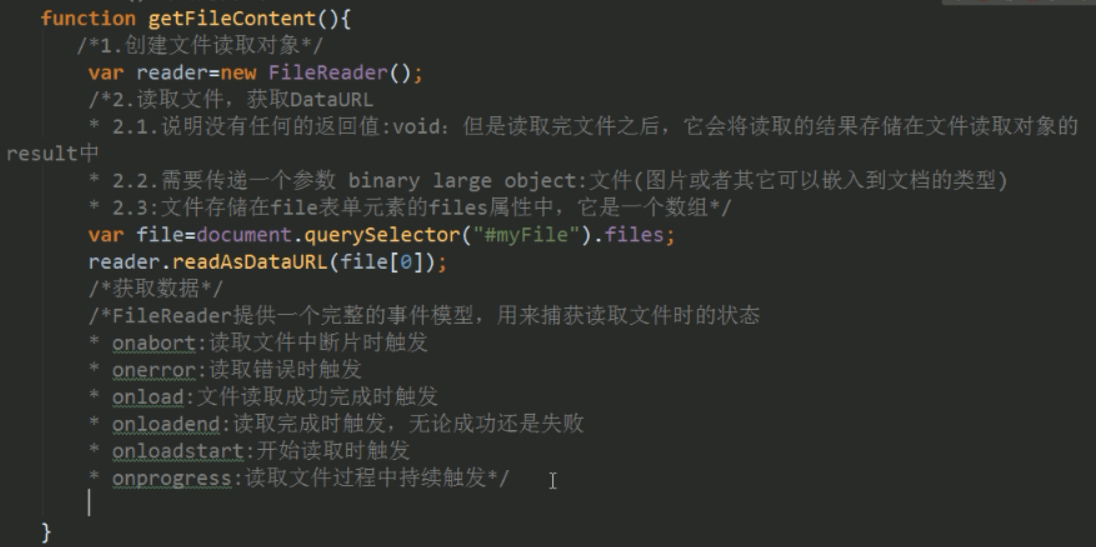 function getFileContent(){
/*1.创建文件读取对象*/
var reader=new FileReader();
/*2.读取文件，获取DataURL
* 2.1.说明没有任何的返回值:void：但是读取完文件之后，它会将读取的结果存储在文件读取对象的
result中
* 2.2.需要传递一个参数 binary large object:文件(图片或者其它可以嵌入到文档的类型)
* 2.3:文件存储在file表单元素的files属性中，它是一个数组*/
var file=document.querySelector("#myFile").files;
reader.readAsDataURL(file[0]);
/*获取数据*/
/*FileReader提供一个完整的事件模型，用来捕获读取文件时的状态
* onabort:读取文件中断片时触发
* onerror:读取错误时触发
* onload:文件读取成功完成时触发
* onloadend:读取完成时触发，无论成功还是失败
* onloadstart:开始读取时触发
* onprogress:读取文件过程中持续触发*/
}